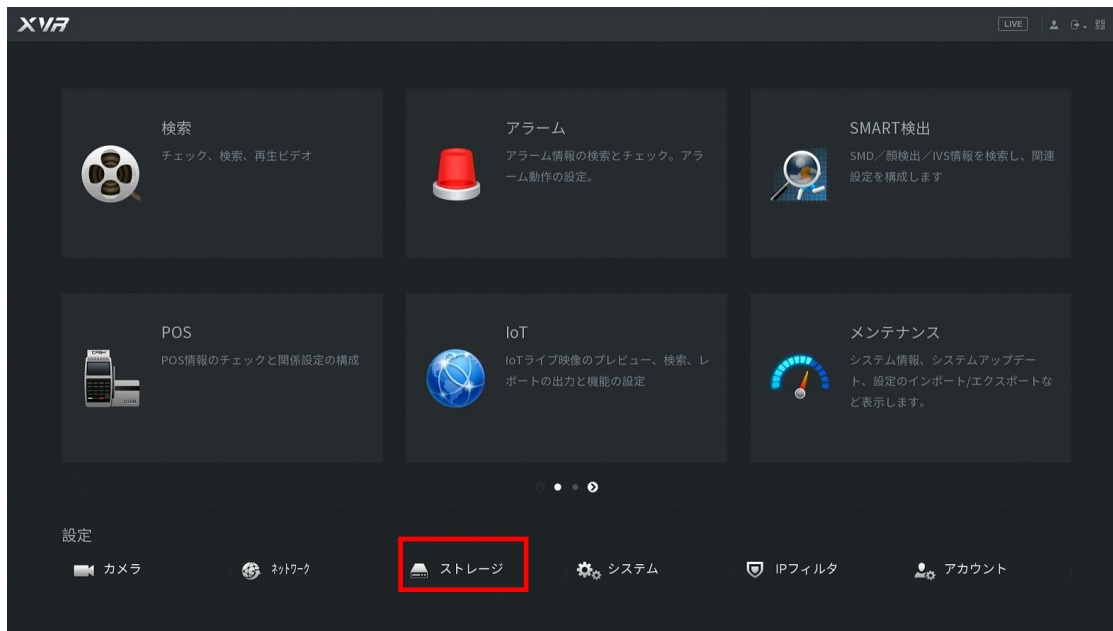 XVR
LIVE
検索
チェック、検索、再生ビデオ
アラーム
アラーム情報の検索とチェック。アラ
ーム動作の設定。
SMART検出
SMD／顔検出／IVS情報を検索し、関連
設定を構成します
POS
POS情報のチェックと関係設定の構成
IoT
IoTライブ映像のプレビュー、検索、レ
ポートの出力と機能の設定
メンテナンス
システム情報、システムアップデー
ト、設定のインポート/エクスポートな
ど表示します。
設定
カメラ
ﾈｯﾄﾜｰｸ
ストレージ
システム
IPフィルタ
アカウント